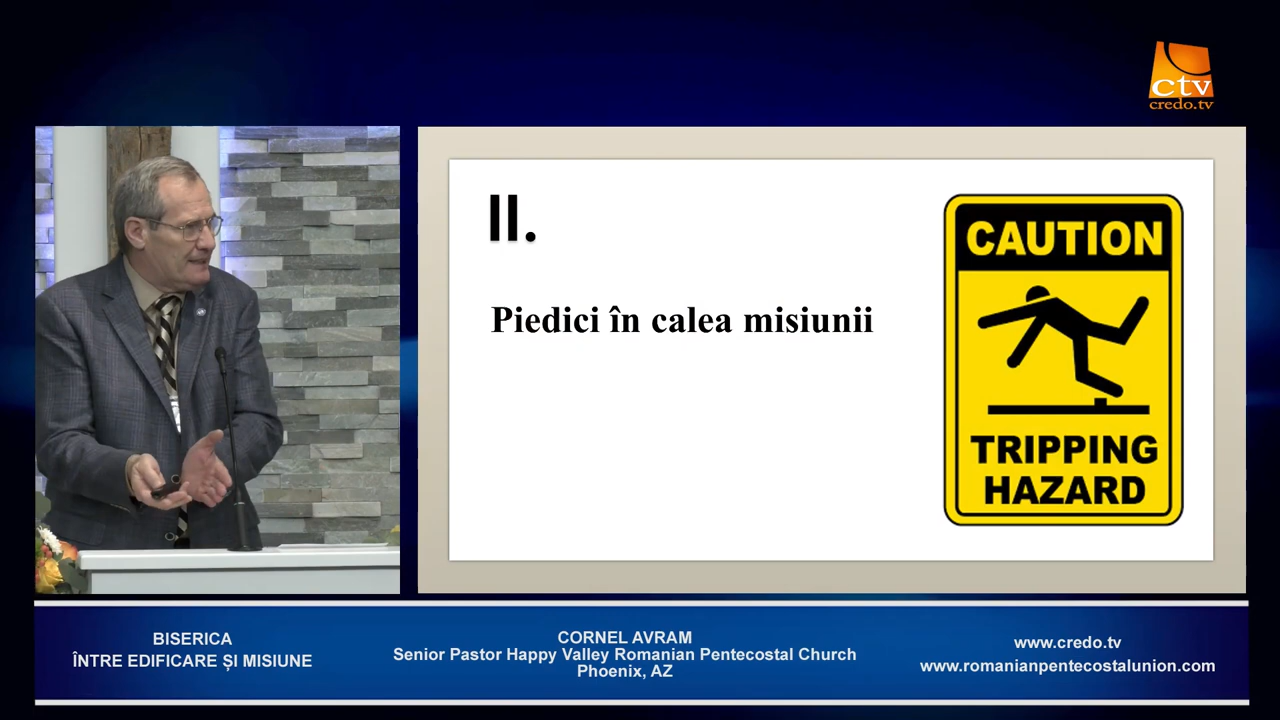 ctv
credo.tv
II.
Piedici în calea misiunii
CAUTION
TRIPPING
HAZARD
BISERICA
ÎNTRE EDIFICARE ȘI MISIUNE
CORNEL AVRAM
Senior Pastor Happy Valley Romanian Pentecostal Church
Phoenix, AZ
www.credo.tv
www.romanianpentecostalunion.com